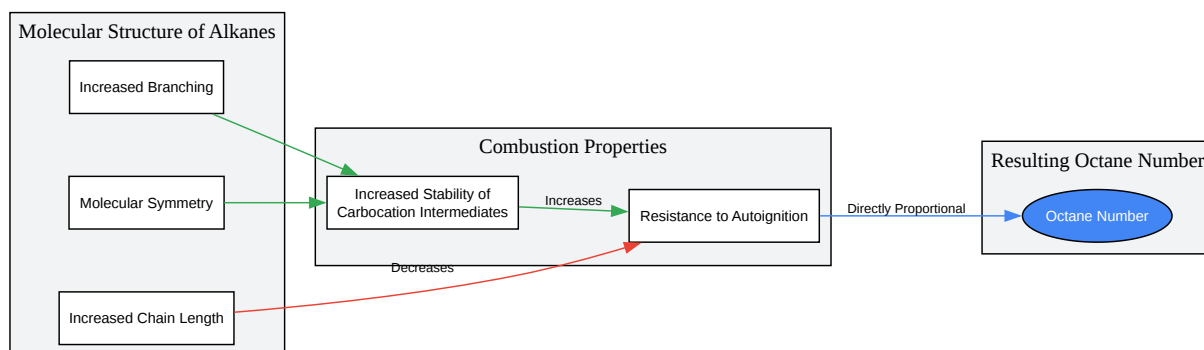 Molecular Structure of Alkanes
Increased Branching
Molecular Symmetry
Increased Chain Length
Combustion Properties
Increased Stability of
Carbocation Intermediates
Increases
Resistance to Autoignition
Decreases
Directly Proportional
Resulting Octane Number
Octane Number